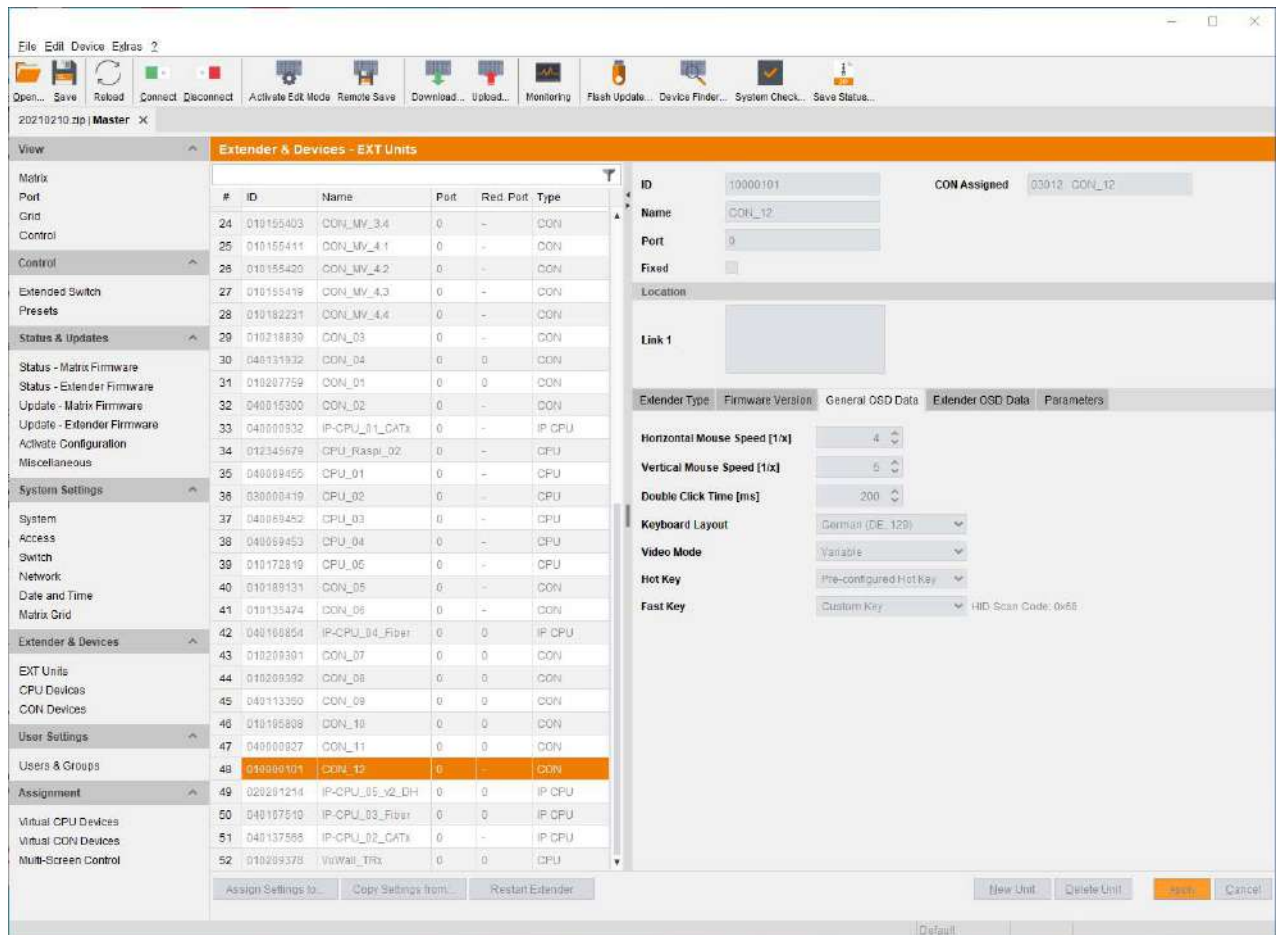 File Edit Device Extras ?
Open... Save Reload Connect Disconnect Activate Edit Mode Remote Save Download... Upload... Monitoring Flash Update... Device Finder... System Check... Save Status...
20210210.zip | Master
View
Matrix
Port
Grid
Control
Control
Extended Switch
Presets
Status & Updates
Status - Matrix Firmware
Status - Extender Firmware
Update - Matrix Firmware
Update - Extender Firmware
Activate Configuration
Miscellaneous
System Settings
System
Access
Switch
Network
Date and Time
Matrix Grid
Extender & Devices
EXT Units
CPU Devices
CON Devices
User Settings
Users & Groups
Assignment
Virtual CPU Devices
Virtual CON Devices
Multi-Screen Control
Extender & Devices - EXT Units
# ID Name Port Red. Port Type
24 010155403 CON_MV_3.4 0 - CON
25 010155411 CON_MV_4.1 0 - CON
26 010155420 CON_MV_4.2 0 - CON
27 010155419 CON_MV_4.3 0 - CON
28 010182231 CON_MV_4.4 0 - CON
29 010218839 CON_03 0 - CON
30 040131932 CON_04 0 0 CON
31 010207759 CON_01 0 0 CON
32 040015300 CON_02 0 - CON
33 040000932 IP-CPU_01_CATx 0 - IP CPU
34 012345679 CPU_Raspi_02 0 - CPU
35 040069455 CPU_01 0 - CPU
36 030000419 CPU_02 0 - CPU
37 040069452 CPU_03 0 - CPU
38 040069453 CPU_04 0 - CPU
39 010172819 CPU_05 0 - CPU
40 010189131 CON_05 0 - CON
41 010135474 CON_06 0 - CON
42 040168854 IP-CPU_04_Fiber 0 0 IP CPU
43 010209391 CON_07 0 0 CON
44 010209392 CON_08 0 0 CON
45 040113350 CON_09 0 0 CON
46 010195808 CON_10 0 0 CON
47 040000927 CON_11 0 0 CON
48 010000101 CON_12 0 - CON
49 020201214 IP-CPU_05_v2_DH 0 0 IP CPU
50 040107519 IP-CPU_03_Fiber 0 0 IP CPU
51 040137566 IP-CPU_02_CATx 0 - IP CPU
52 010209378 VuWall_TRx 0 0 CPU
Assign Settings to... Copy Settings from... Restart Extender
ID 10000101 CON Assigned 03012 CON_12
Name CON_12
Port 0
Fixed
Location
Link 1
Extender Type Firmware Version General OSD Data Extender OSD Data Parameters
Horizontal Mouse Speed [1/x] 4
Vertical Mouse Speed [1/x] 5
Double Click Time [ms] 200
Keyboard Layout German (DE, 129)
Video Mode Variable
Hot Key Pre-configured Hot Key
Fast Key Custom Key HID Scan Code: 0x58
New Unit Delete Unit Apply Cancel
Default